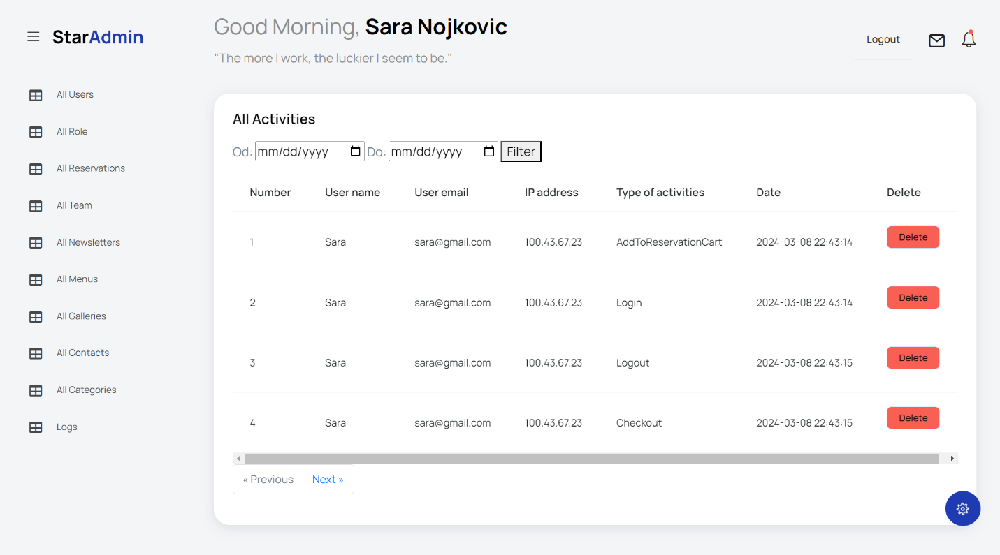 StarAdmin
Good Morning, Sara Nojkovic
"The more I work, the luckier I seem to be."
Logout
All Users
All Role
All Reservations
All Team
All Newsletters
All Menus
All Galleries
All Contacts
All Categories
Logs
All Activities
Od: mm/dd/yyyy Do: mm/dd/yyyy Filter
Number User name User email IP address Type of activities Date Delete
1 Sara sara@gmail.com 100.43.67.23 AddToReservationCart 2024-03-08 22:43:14 Delete
2 Sara sara@gmail.com 100.43.67.23 Login 2024-03-08 22:43:14 Delete
3 Sara sara@gmail.com 100.43.67.23 Logout 2024-03-08 22:43:15 Delete
4 Sara sara@gmail.com 100.43.67.23 Checkout 2024-03-08 22:43:15 Delete
« Previous Next »